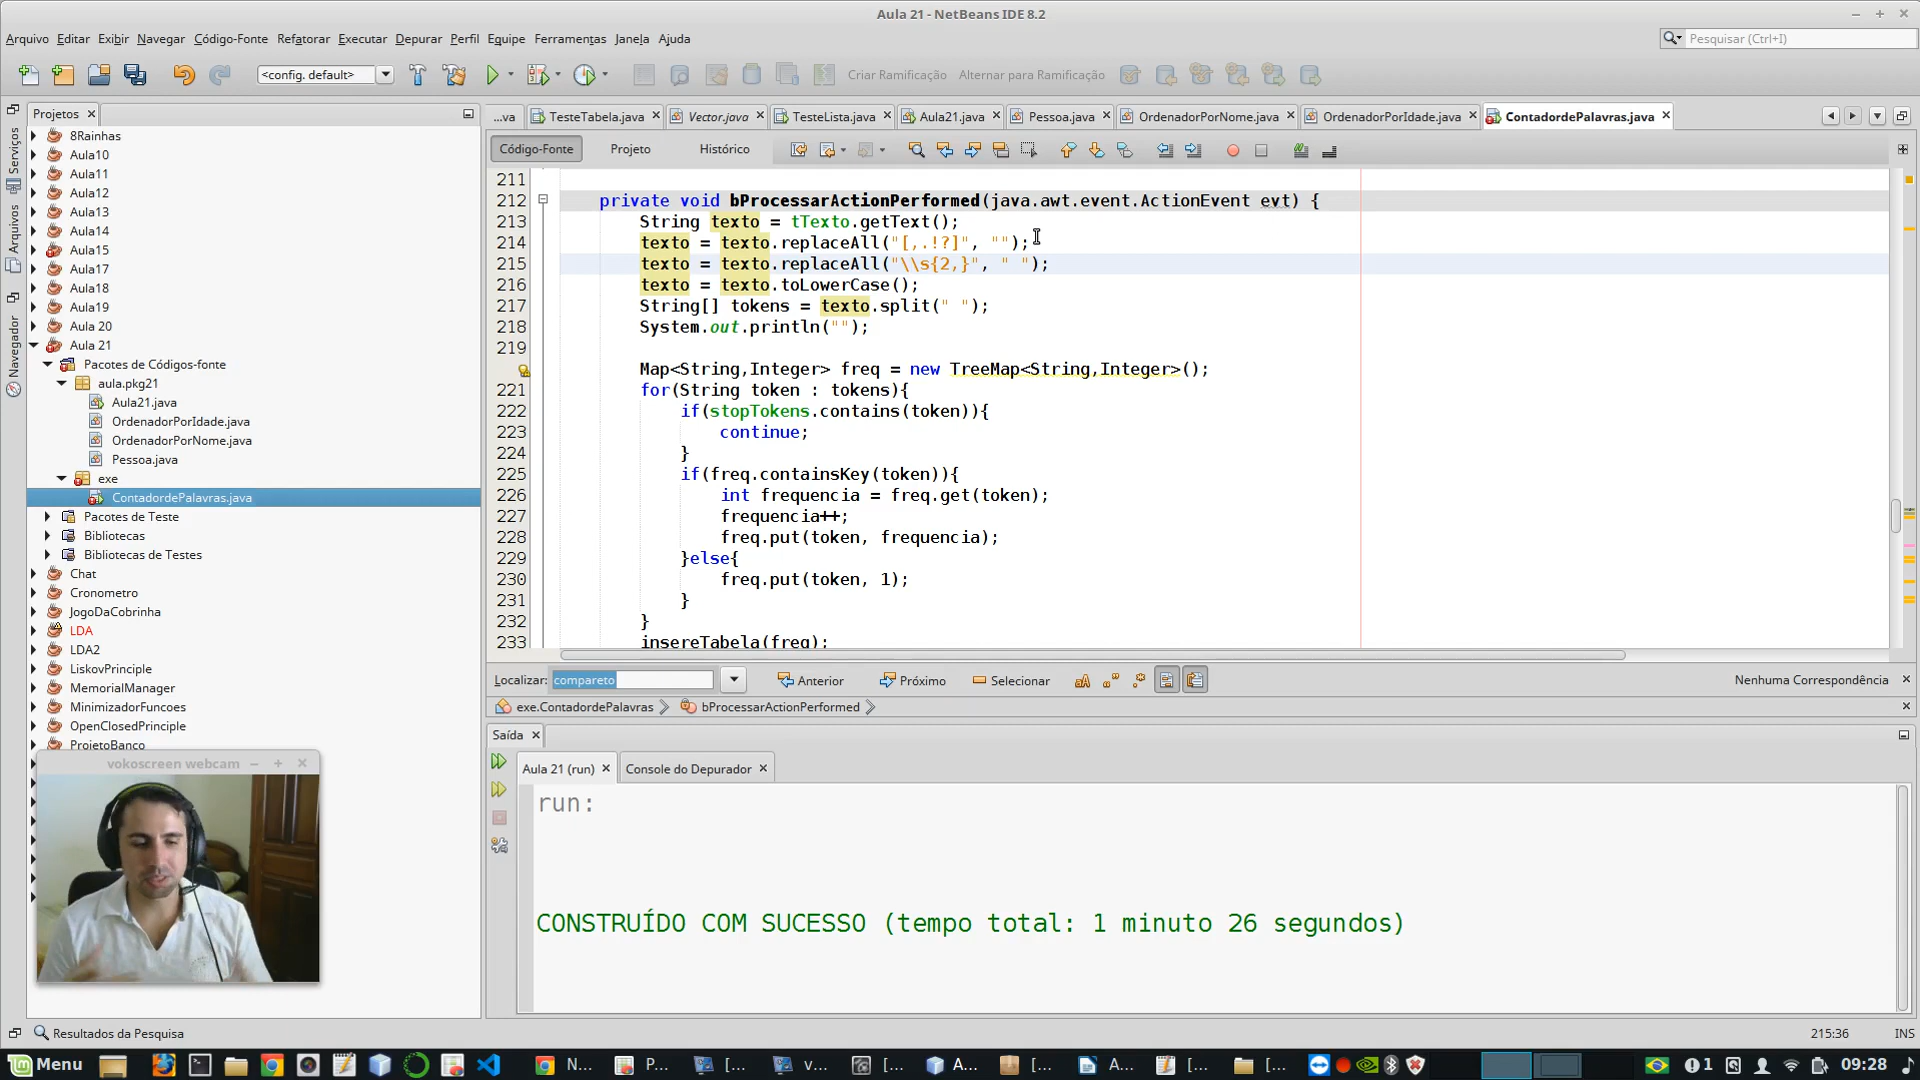 Aula 21 - NetBeans IDE 8.2
Arquivo Editar Exibir Navegar Código-Fonte Refatorar Executar Depurar Perfil Equipe Ferramentas Janela Ajuda
Pesquisar (Ctrl+I)
<config. default>
Criar Ramificação Alternar para Ramificação
Projetos
...va TesteTabela.java Vector.java TesteLista.java Aula21.java Pessoa.java OrdenadorPorNome.java OrdenadorPorIdade.java ContadordePalavras.java
Código-Fonte Projeto Histórico
Serviços
Arquivos
Navegador
8Rainhas
Aula10
Aula11
Aula12
Aula13
Aula14
Aula15
Aula17
Aula18
Aula19
Aula 20
Aula 21
Pacotes de Códigos-fonte
aula.pkg21
Aula21.java
OrdenadorPorIdade.java
OrdenadorPorNome.java
Pessoa.java
exe
ContadordePalavras.java
Pacotes de Teste
Bibliotecas
Bibliotecas de Testes
Chat
Cronometro
JogoDaCobrinha
LDA
LDA2
LiskovPrinciple
MemorialManager
MinimizadorFuncoes
OpenClosedPrinciple
ProjetoBanco
211
212 private void bProcessarActionPerformed(java.awt.event.ActionEvent evt) {
213 String texto = tTexto.getText();
214 texto = texto.replaceAll("[,.!?]", "");
215 texto = texto.replaceAll("\\s{2,}", " ");
216 texto = texto.toLowerCase();
217 String[] tokens = texto.split(" ");
218 System.out.println("");
219
Map<String,Integer> freq = new TreeMap<String,Integer>();
221 for(String token : tokens){
222 if(stopTokens.contains(token)){
223 continue;
224 }
225 if(freq.containsKey(token)){
226 int frequencia = freq.get(token);
227 frequencia++;
228 freq.put(token, frequencia);
229 }else{
230 freq.put(token, 1);
231 }
232 }
233 insereTabela(freq);
Localizar: compareto Anterior Próximo Selecionar Nenhuma Correspondência
exe.ContadordePalavras bProcessarActionPerformed
Saída
Aula 21 (run) Console do Depurador
run:
CONSTRUÍDO COM SUCESSO (tempo total: 1 minuto 26 segundos)
vokoscreen webcam
Resultados da Pesquisa
215:36 INS
Menu N... P... [... v... [... A... [... A... [... [... 1 09:28